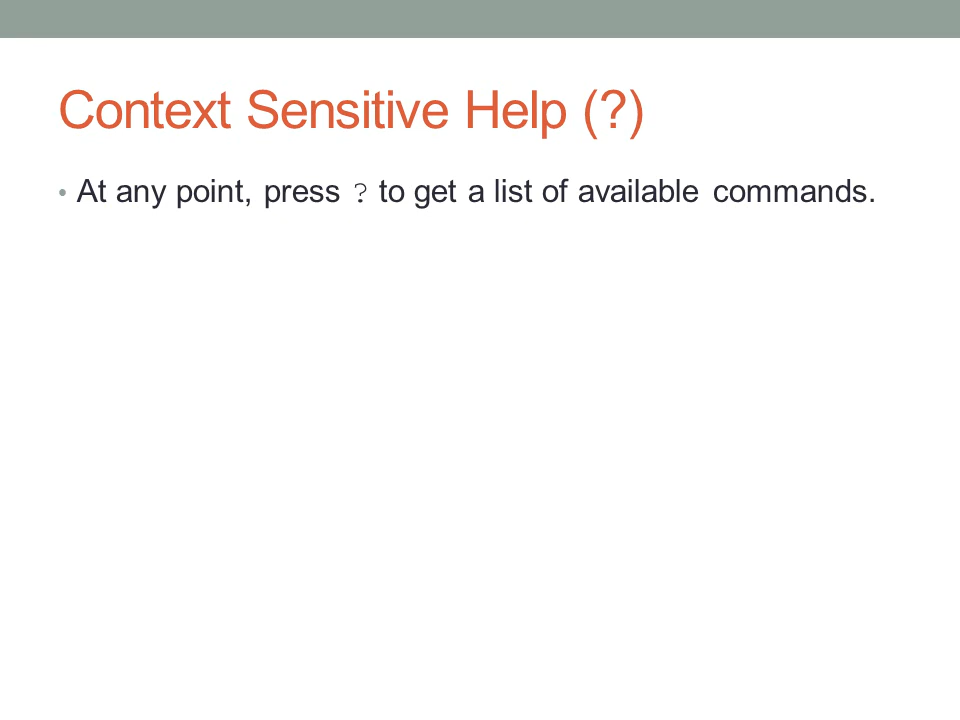 Context Sensitive Help (?)
• At any point, press ? to get a list of available commands.